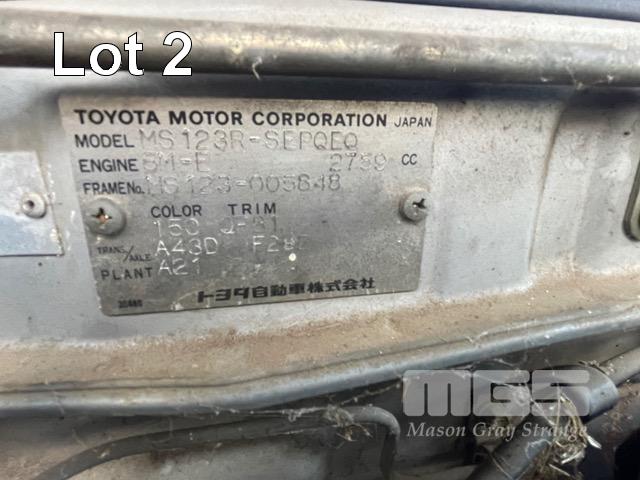 Lot 2
TOYOTA MOTOR CORPORATION JAPAN
MODEL MS123R-SEPQEQ
ENGINE 5M-E 2759 CC
FRAME No. MS123-005648
COLOR TRIM
150
TRANS/AXLE A43D
PLANT A21
トヨタ自動車株式会社
MGS
Mason Gray Strange